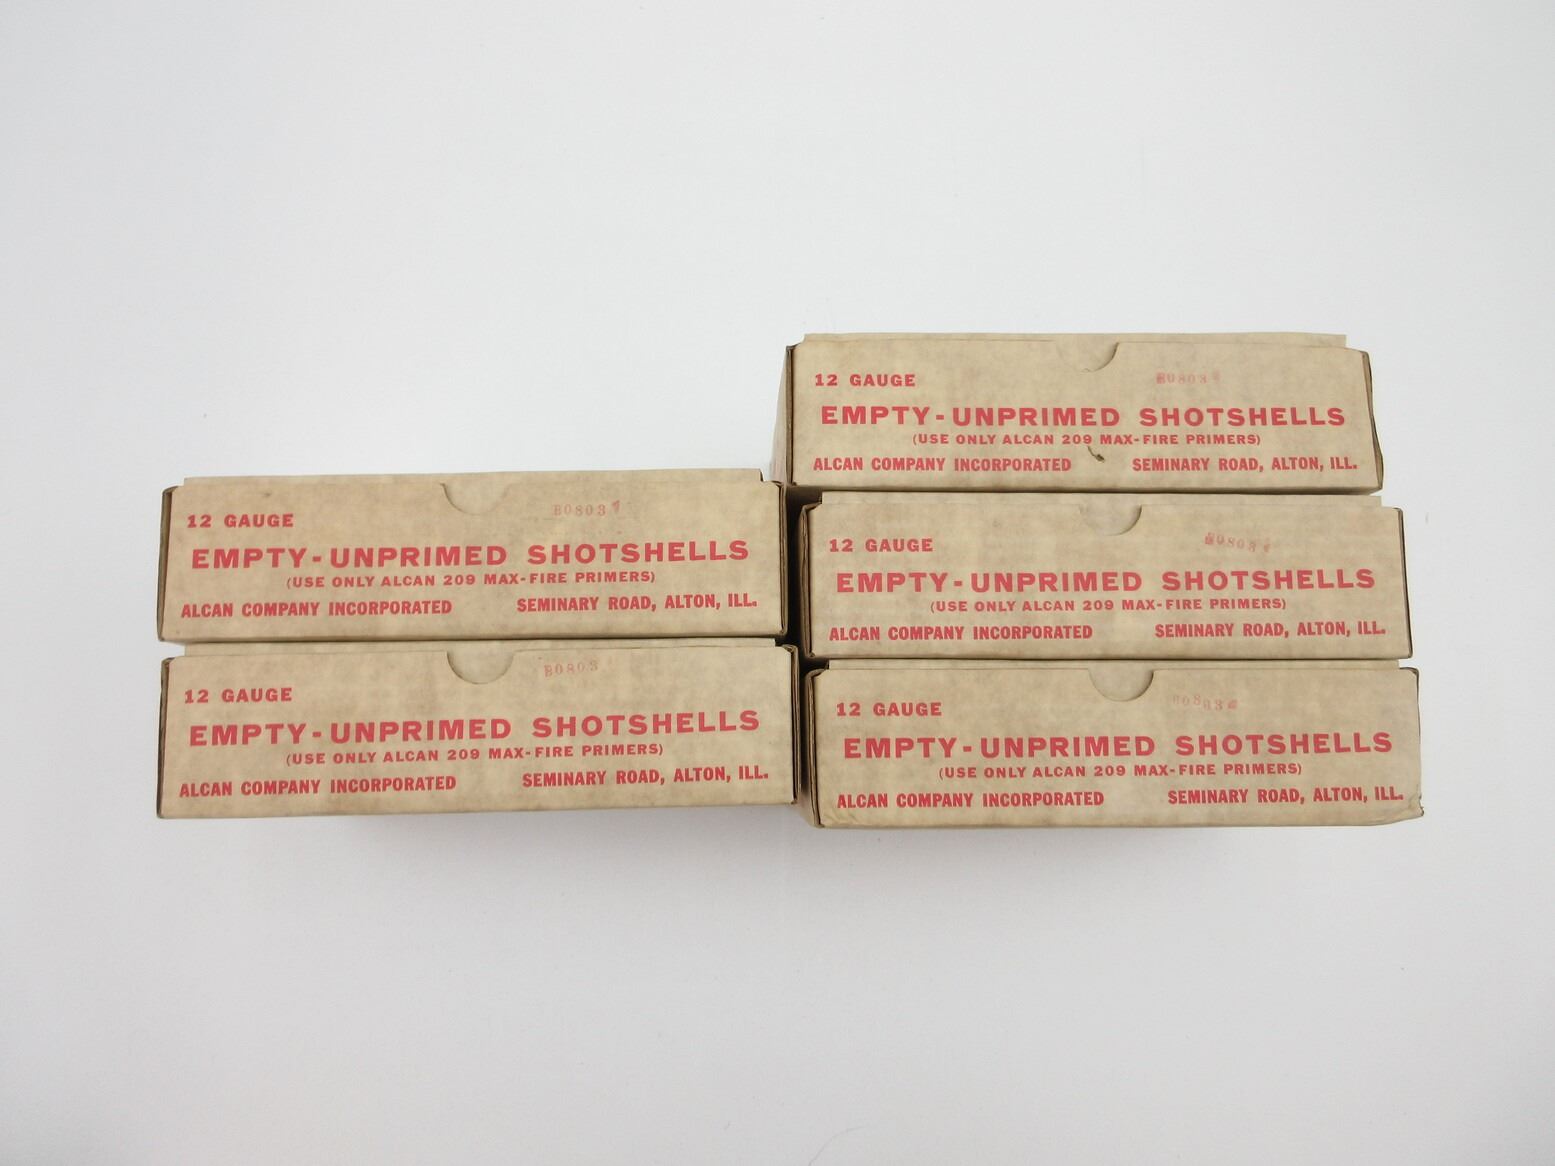 12 GAUGE
B0803
EMPTY-UNPRIMED SHOTSHELLS
(USE ONLY ALCAN 209 MAX-FIRE PRIMERS)
ALCAN COMPANY INCORPORATED SEMINARY ROAD, ALTON, ILL.
12 GAUGE
B0803
EMPTY-UNPRIMED SHOTSHELLS
(USE ONLY ALCAN 209 MAX-FIRE PRIMERS)
ALCAN COMPANY INCORPORATED SEMINARY ROAD, ALTON, ILL.
12 GAUGE
B0803
EMPTY-UNPRIMED SHOTSHELLS
(USE ONLY ALCAN 209 MAX-FIRE PRIMERS)
ALCAN COMPANY INCORPORATED SEMINARY ROAD, ALTON, ILL.
12 GAUGE
B0803
EMPTY-UNPRIMED SHOTSHELLS
(USE ONLY ALCAN 209 MAX-FIRE PRIMERS)
ALCAN COMPANY INCORPORATED SEMINARY ROAD, ALTON, ILL.
12 GAUGE
B0803
EMPTY-UNPRIMED SHOTSHELLS
(USE ONLY ALCAN 209 MAX-FIRE PRIMERS)
ALCAN COMPANY INCORPORATED SEMINARY ROAD, ALTON, ILL.